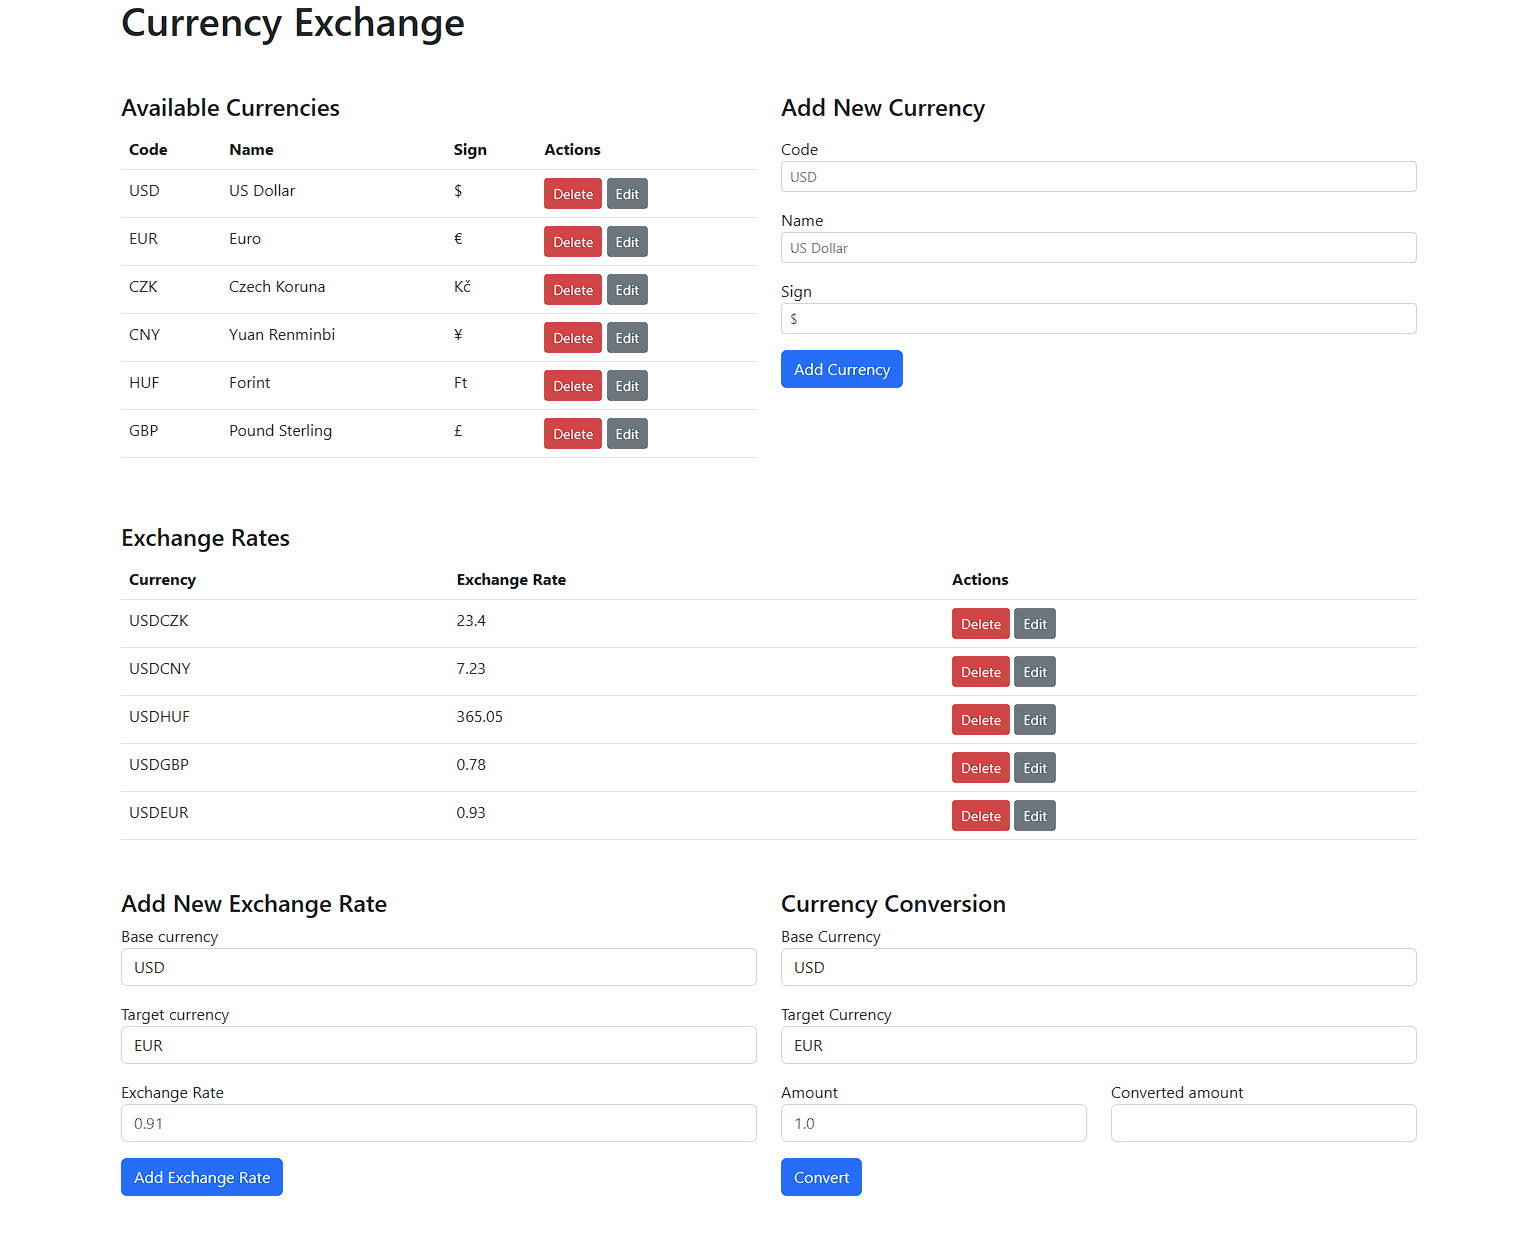 Currency Exchange
Available Currencies
Code Name Sign Actions
USD US Dollar $ Delete Edit
EUR Euro € Delete Edit
CZK Czech Koruna Kč Delete Edit
CNY Yuan Renminbi ¥ Delete Edit
HUF Forint Ft Delete Edit
GBP Pound Sterling £ Delete Edit
Add New Currency
Code
USD
Name
US Dollar
Sign
$
Add Currency
Exchange Rates
Currency Exchange Rate Actions
USDCZK 23.4 Delete Edit
USDCNY 7.23 Delete Edit
USDHUF 365.05 Delete Edit
USDGBP 0.78 Delete Edit
USDEUR 0.93 Delete Edit
Add New Exchange Rate
Base currency
USD
Target currency
EUR
Exchange Rate
0.91
Add Exchange Rate
Currency Conversion
Base Currency
USD
Target Currency
EUR
Amount Converted amount
1.0
Convert